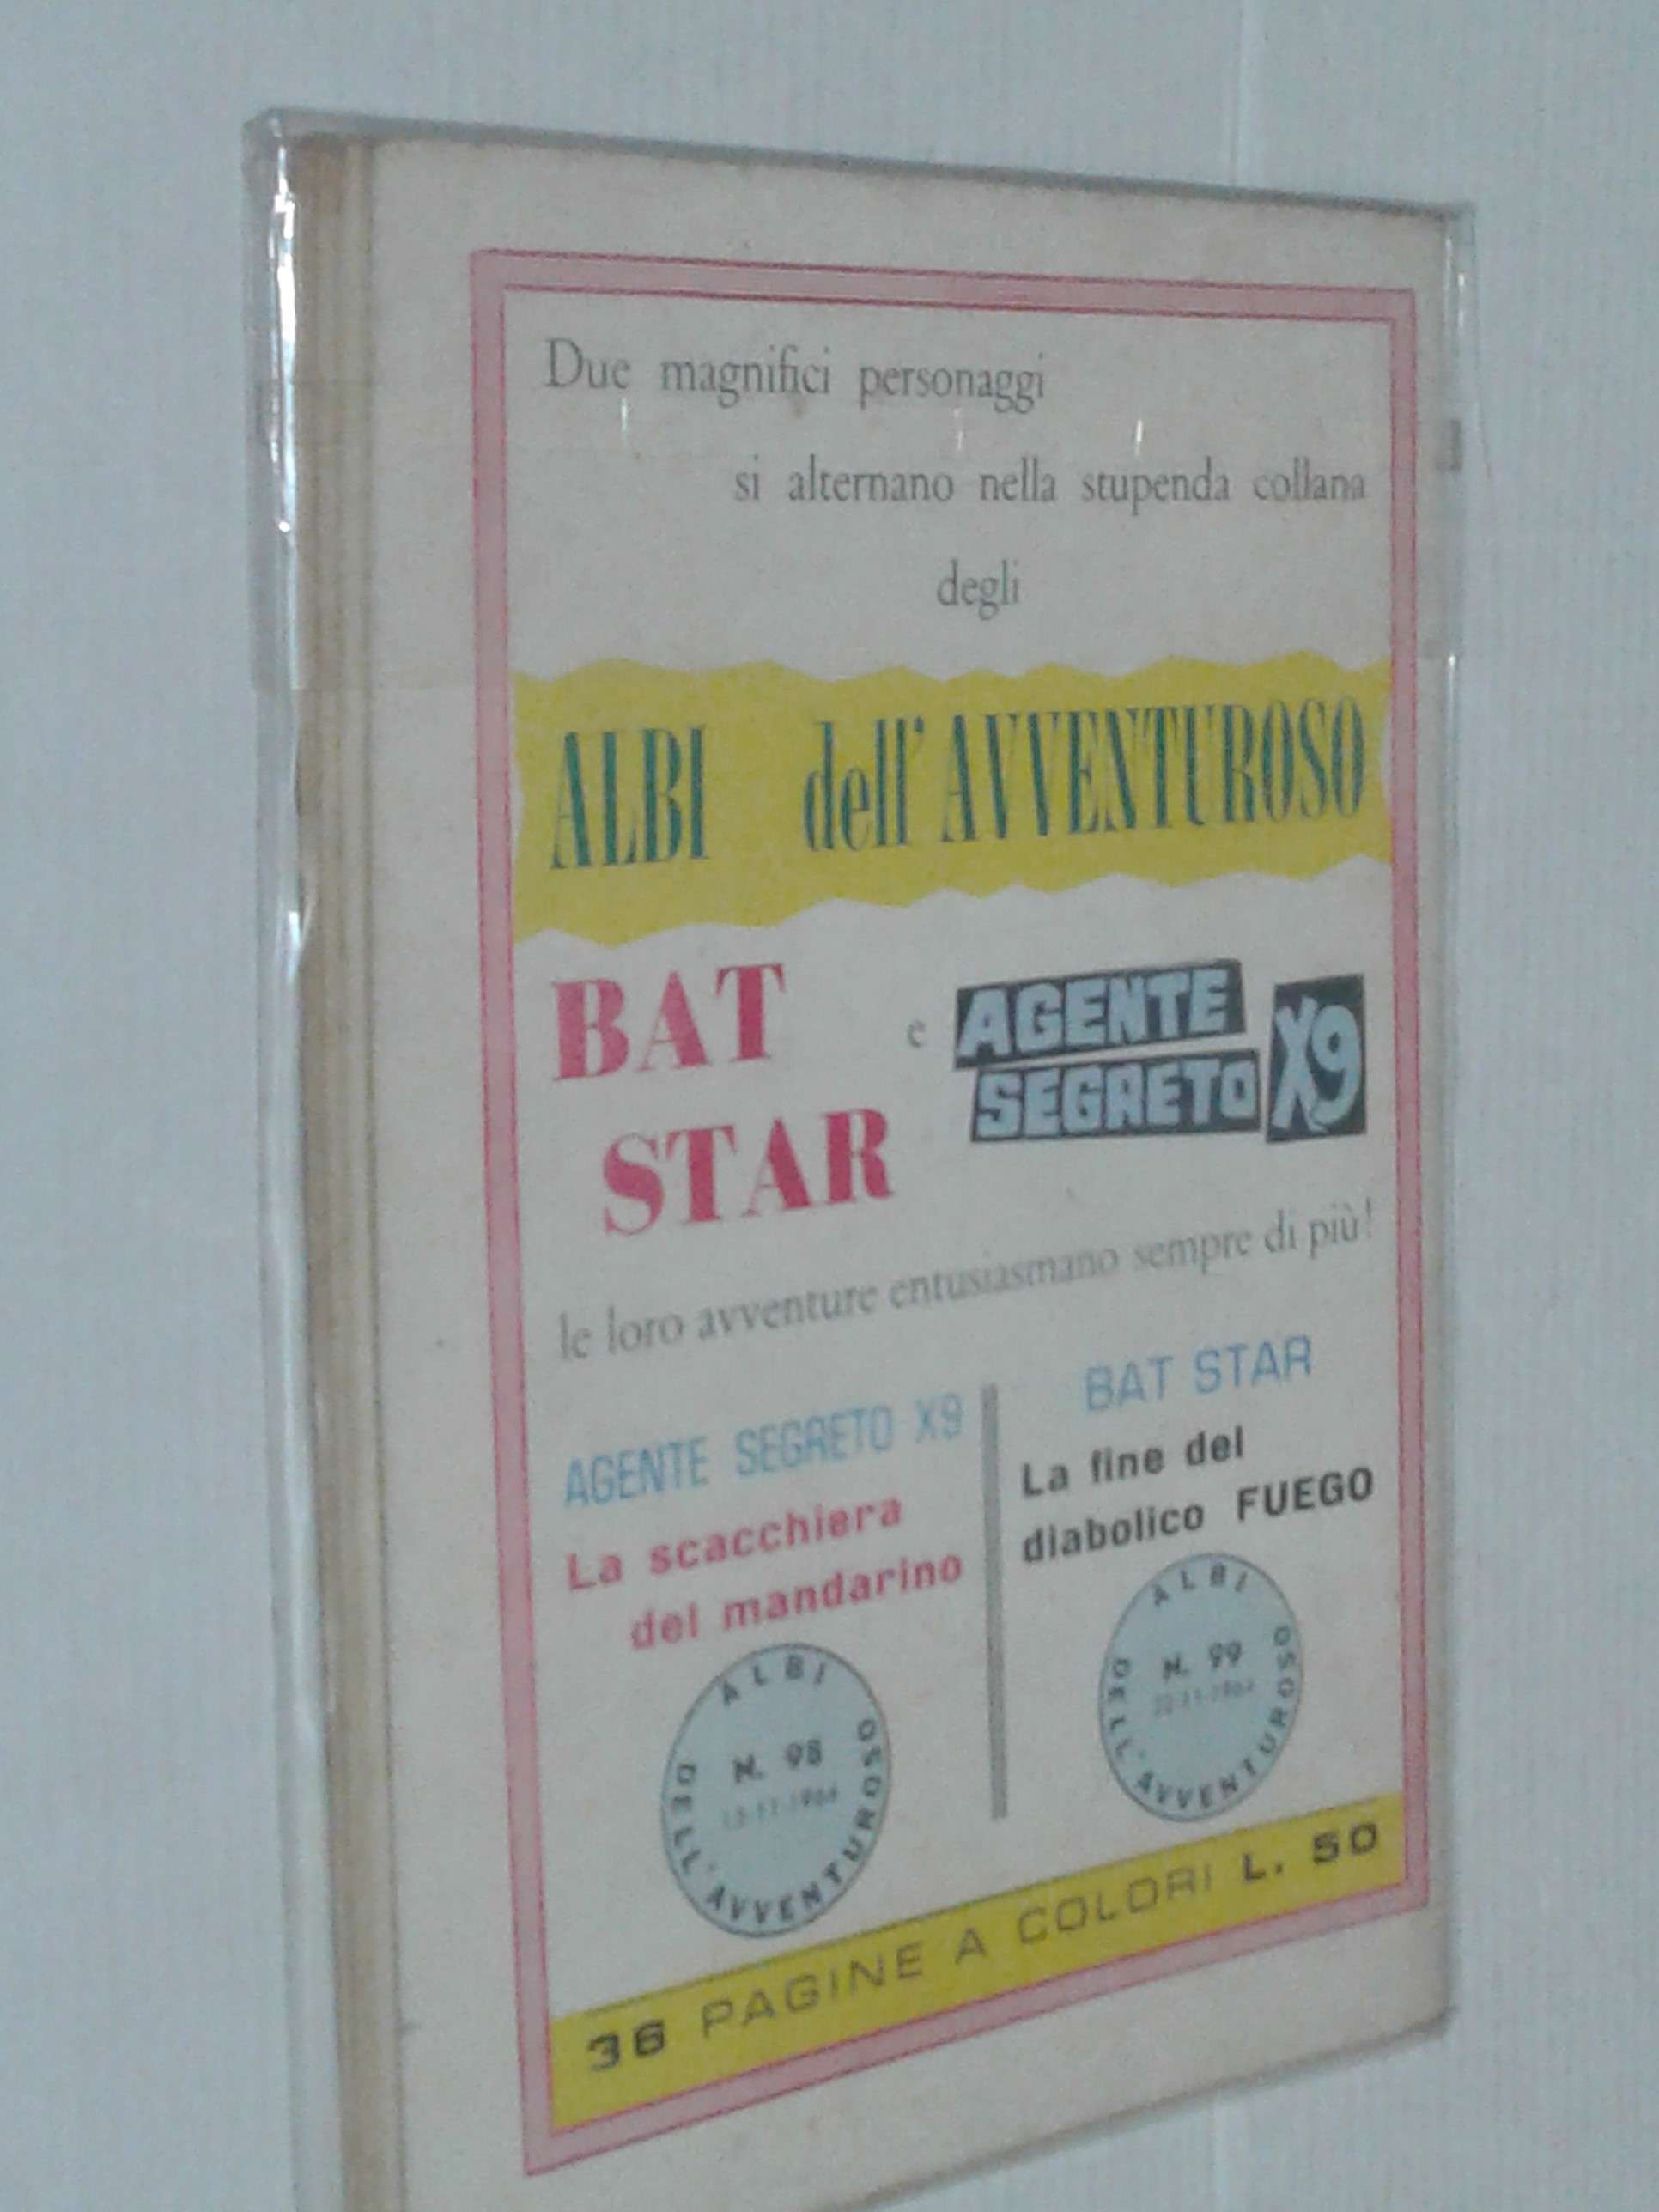 Due magnifici personaggi
si alternano nella stupenda collana
degli
ALBI dell'AVVENTUROSO
BAT
STAR
e
AGENTE
SEGRETO X9
le loro avventure entusiasmano sempre di più!
AGENTE SEGRETO X9
La scacchiera
del mandarino
ALBI
DELL'AVVENTUROSO
N. 98
BAT STAR
La fine del
diabolico FUEGO
ALBI
DELL'AVVENTUROSO
N. 99
36 PAGINE A COLORI L. 50